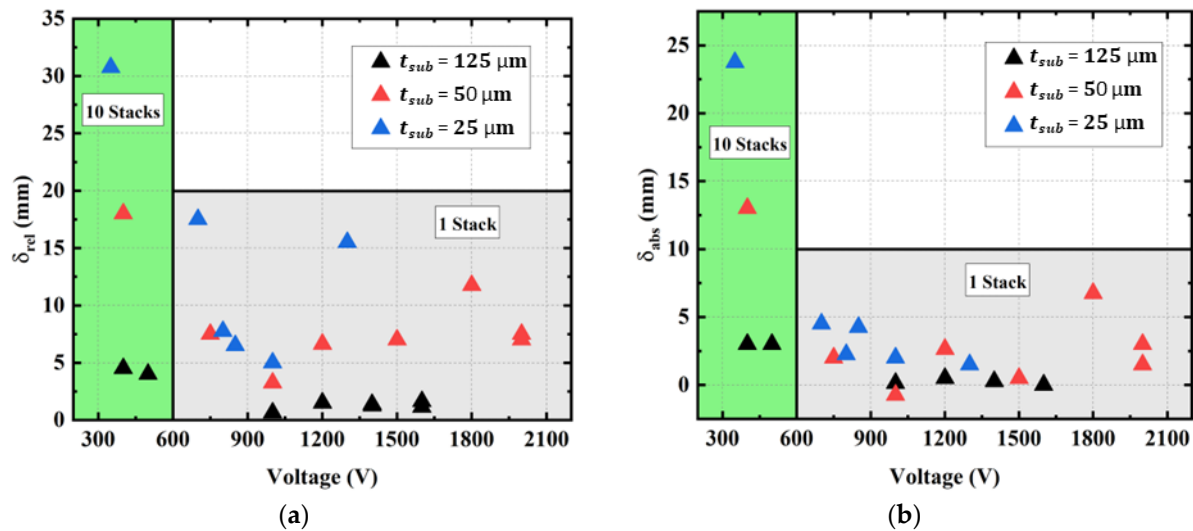 35
30
25
20
15
10
5
0
δrel (mm)
10 Stacks
1 Stack
tsub = 125 μm
tsub = 50 μm
tsub = 25 μm
300 600 900 1200 1500 1800 2100
Voltage (V)
(a)
25
20
15
10
5
0
δabs (mm)
10 Stacks
1 Stack
tsub = 125 μm
tsub = 50 μm
tsub = 25 μm
300 600 900 1200 1500 1800 2100
Voltage (V)
(b)